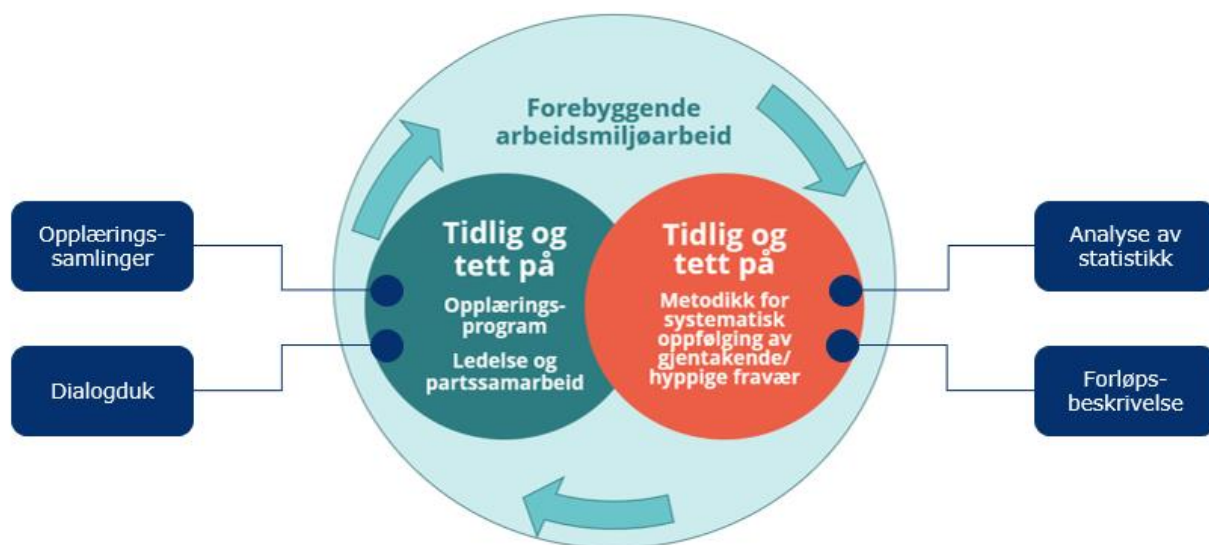 Forebyggende
arbeidsmiljøarbeid
Opplærings-
samlinger
Dialogduk
Tidlig og
tett på
Opplærings-
program
Ledelse og
partssamarbeid
Tidlig og
tett på
Metodikk for
systematisk
oppfølging av
gjentakende/
hyppige fravær
Analyse av
statistikk
Forløps-
beskrivelse